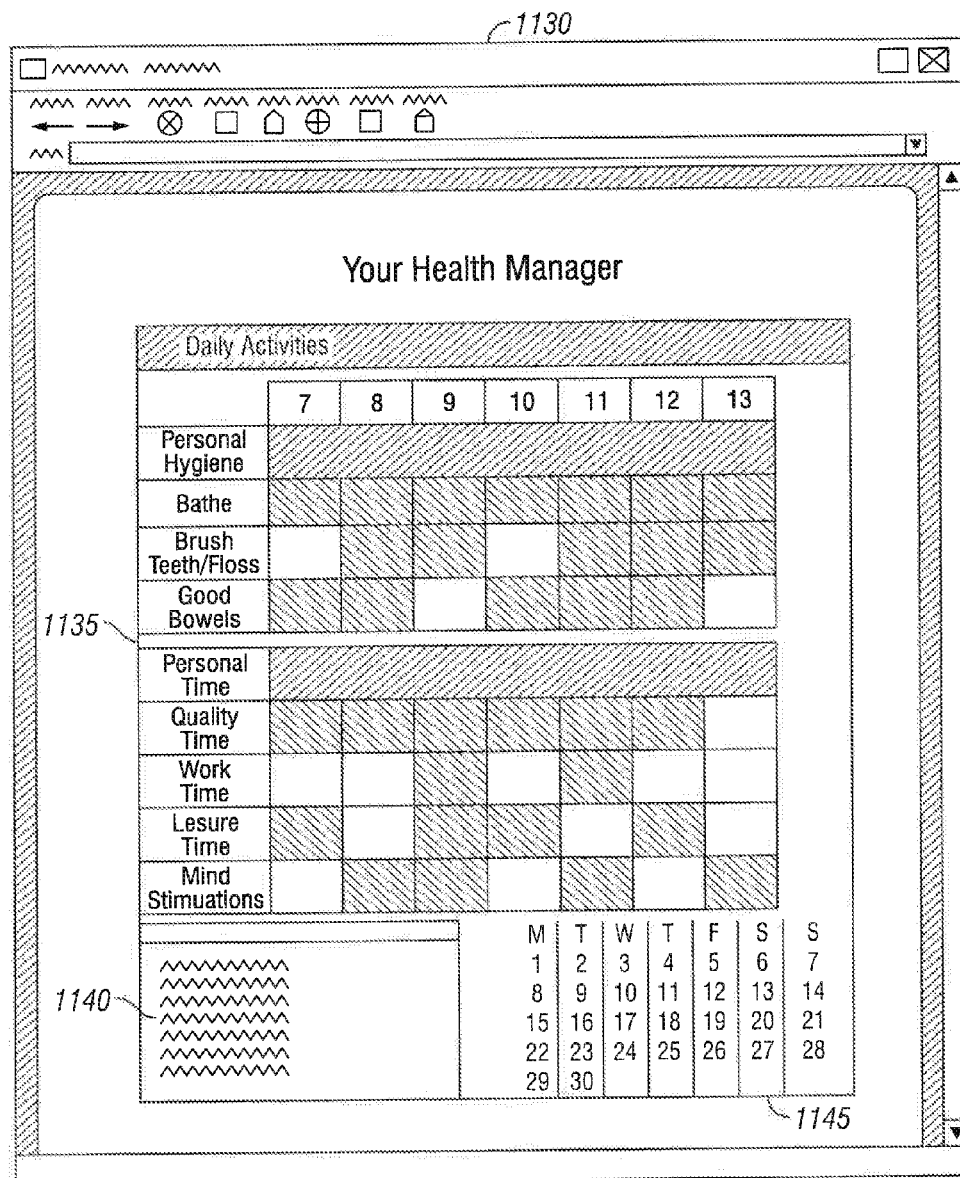 1130
Your Health Manager
Daily Activities
7 8 9 10 11 12 13
Personal
Hygiene
Bathe
Brush
Teeth/Floss
Good
Bowels
1135
Personal
Time
Quality
Time
Work
Time
Lesure
Time
Mind
Stimuations
1140
M T W T F S S
1 2 3 4 5 6 7
8 9 10 11 12 13 14
15 16 17 18 19 20 21
22 23 24 25 26 27 28
29 30
1145